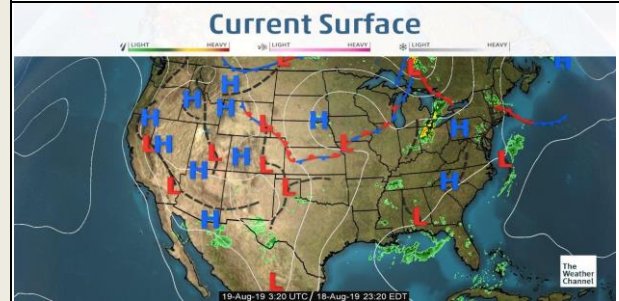 Current Surface
LIGHT HEAVY LIGHT HEAVY LIGHT HEAVY
L L
H H
H H
H L H H
L H L L H L
H L H L
L L H
H L
L
The
Weather
Channel
19-Aug-19 3:20 UTC / 18-Aug-19 23:20 EDT